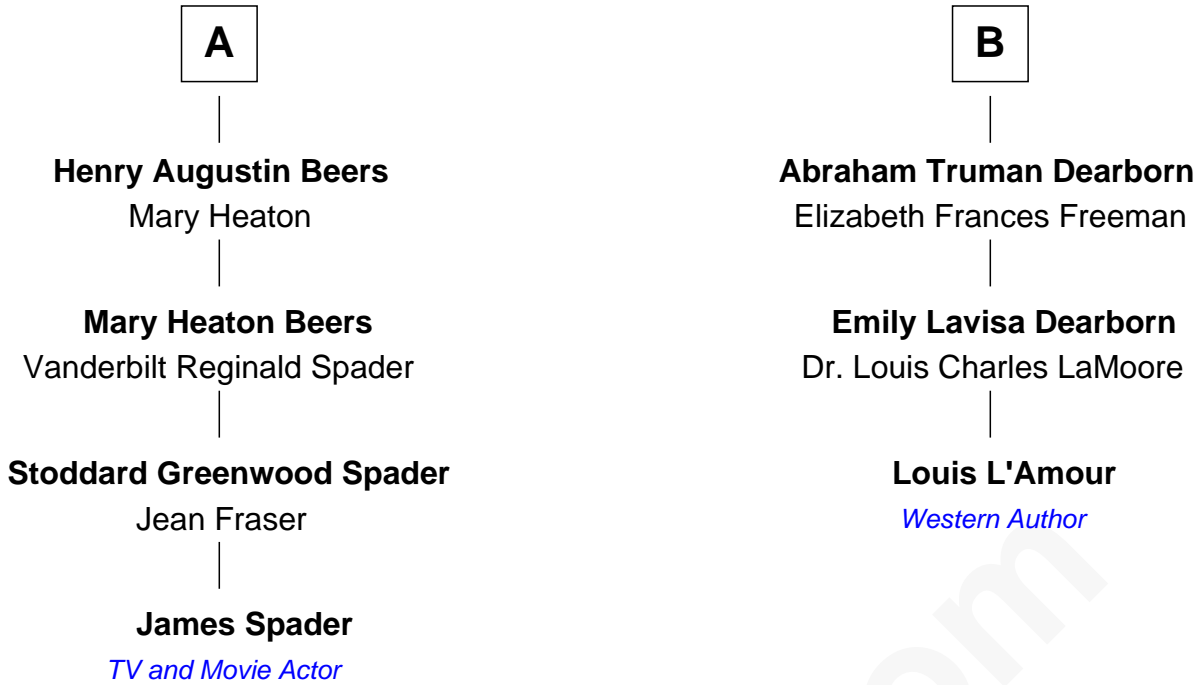 A
Henry Augustin Beers
Mary Heaton
Mary Heaton Beers
Vanderbilt Reginald Spader
Stoddard Greenwood Spader
Jean Fraser
James Spader
TV and Movie Actor
B
Abraham Truman Dearborn
Elizabeth Frances Freeman
Emily Lavisa Dearborn
Dr. Louis Charles LaMoore
Louis L'Amour
Western Author
om